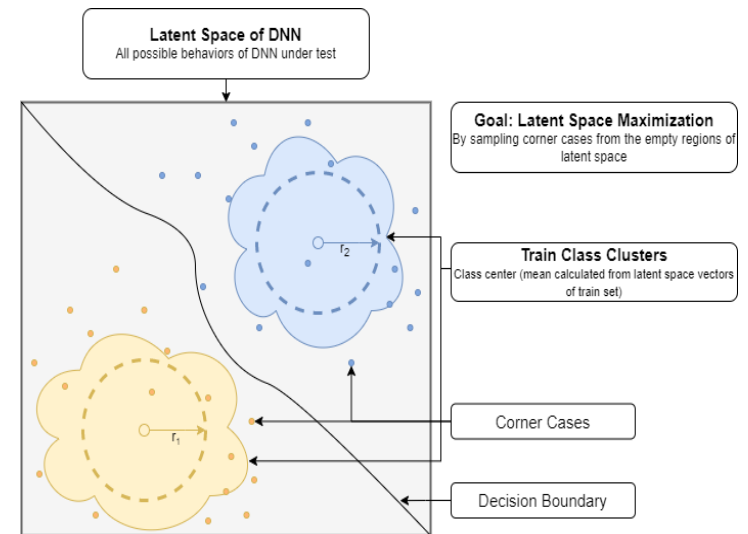 Latent Space of DNN
All possible behaviors of DNN under test
Goal: Latent Space Maximization
By sampling corner cases from the empty regions of
latent space
r2
Train Class Clusters
Class center (mean calculated from latent space vectors
of train set)
Corner Cases
r1
Decision Boundary